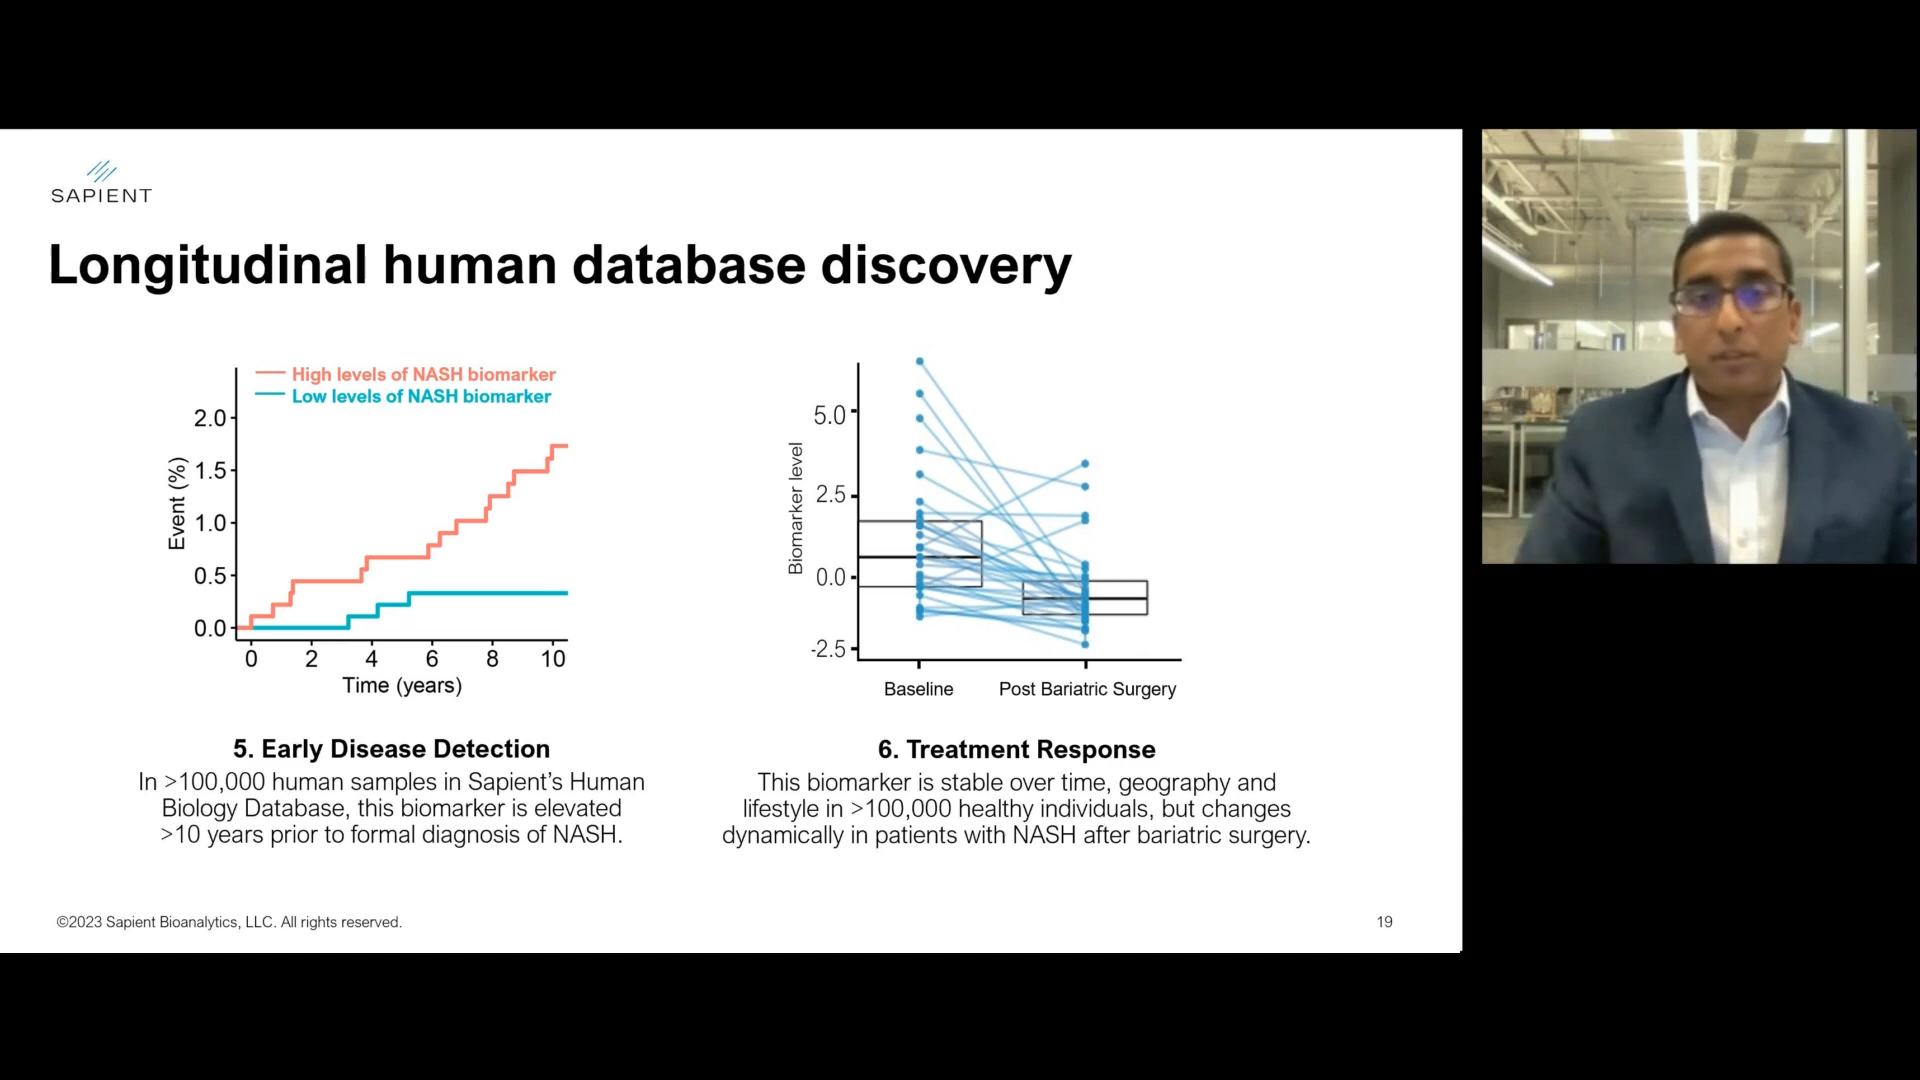 SAPIENT
Longitudinal human database discovery
High levels of NASH biomarker
Low levels of NASH biomarker
Event (%)
2.0
1.5
1.0
0.5
0.0
0 2 4 6 8 10
Time (years)
Biomarker level
5.0
2.5
0.0
-2.5
Baseline
Post Bariatric Surgery
5. Early Disease Detection
In >100,000 human samples in Sapient's Human
Biology Database, this biomarker is elevated
>10 years prior to formal diagnosis of NASH.
6. Treatment Response
This biomarker is stable over time, geography and
lifestyle in >100,000 healthy individuals, but changes
dynamically in patients with NASH after bariatric surgery.
©2023 Sapient Bioanalytics, LLC. All rights reserved.
19